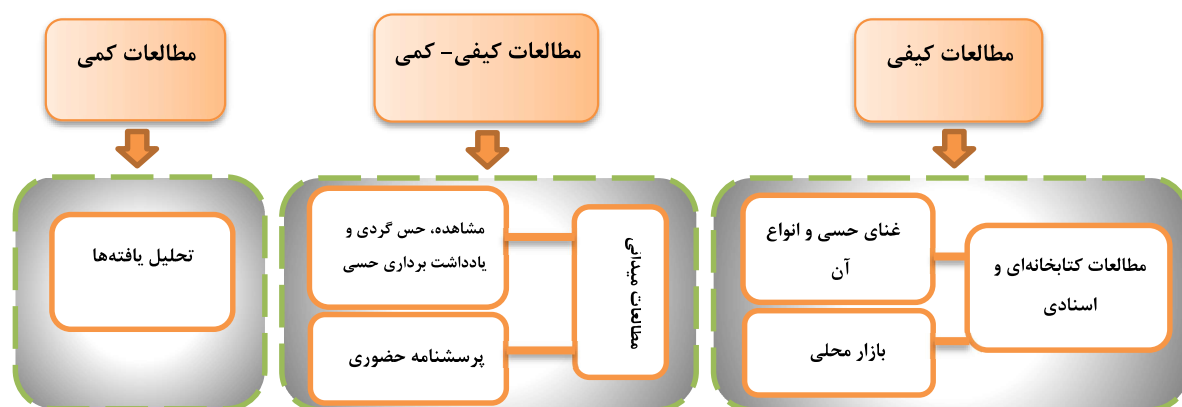 مطالعات کیفی
مطالعات کیفی- کمی
مطالعات کمی
مطالعات کتابخانه‌ای و
اسنادی
غنای حسی و انواع
آن
بازار محلی
مطالعات میدانی
مشاهده، حس گردی و
یادداشت برداری حسی
پرسشنامه حضوری
تحلیل یافته‌ها